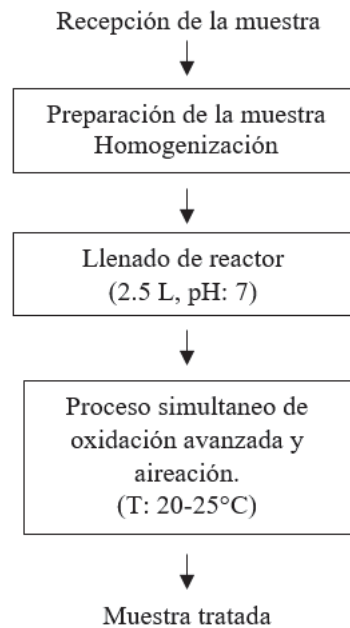 Recepción de la muestra
Preparación de la muestra
Homogenización
Llenado de reactor
(2.5 L, pH: 7)
Proceso simultaneo de
oxidación avanzada y
aireación.
(T: 20-25°C)
Muestra tratada